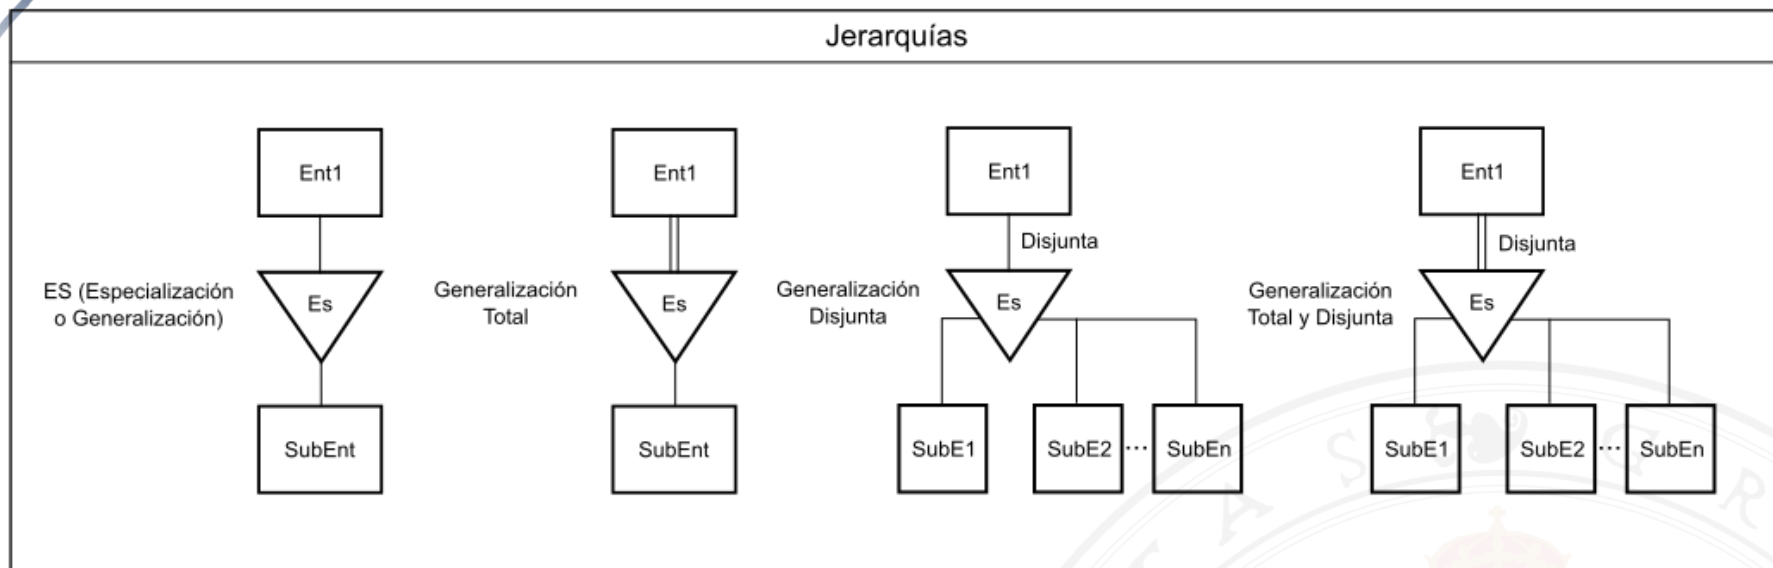 Jerarquías
Ent1
Ent1
Ent1
Ent1
Disjunta
Disjunta
ES (Especialización
o Generalización)
Es
Generalización
Total
Es
Generalización
Disjunta
Es
Generalización
Total y Disjunta
Es
SubEnt
SubEnt
SubE1
SubE2
...
SubEn
SubE1
SubE2
...
SubEn